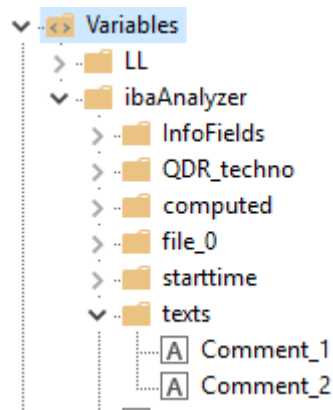 Variables
LL
ibaAnalyzer
InfoFields
QDR_techno
computed
file_0
starttime
texts
A Comment_1
A Comment_2